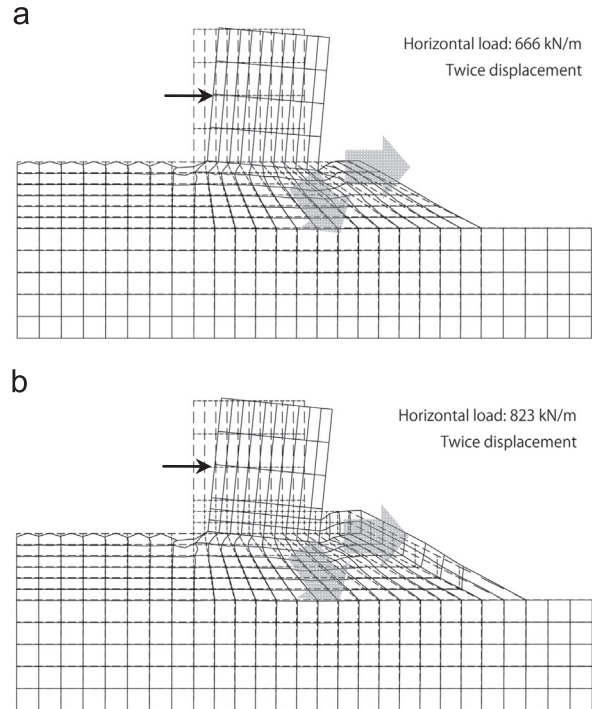 a
Horizontal load: 666 kN/m
Twice displacement
b
Horizontal load: 823 kN/m
Twice displacement